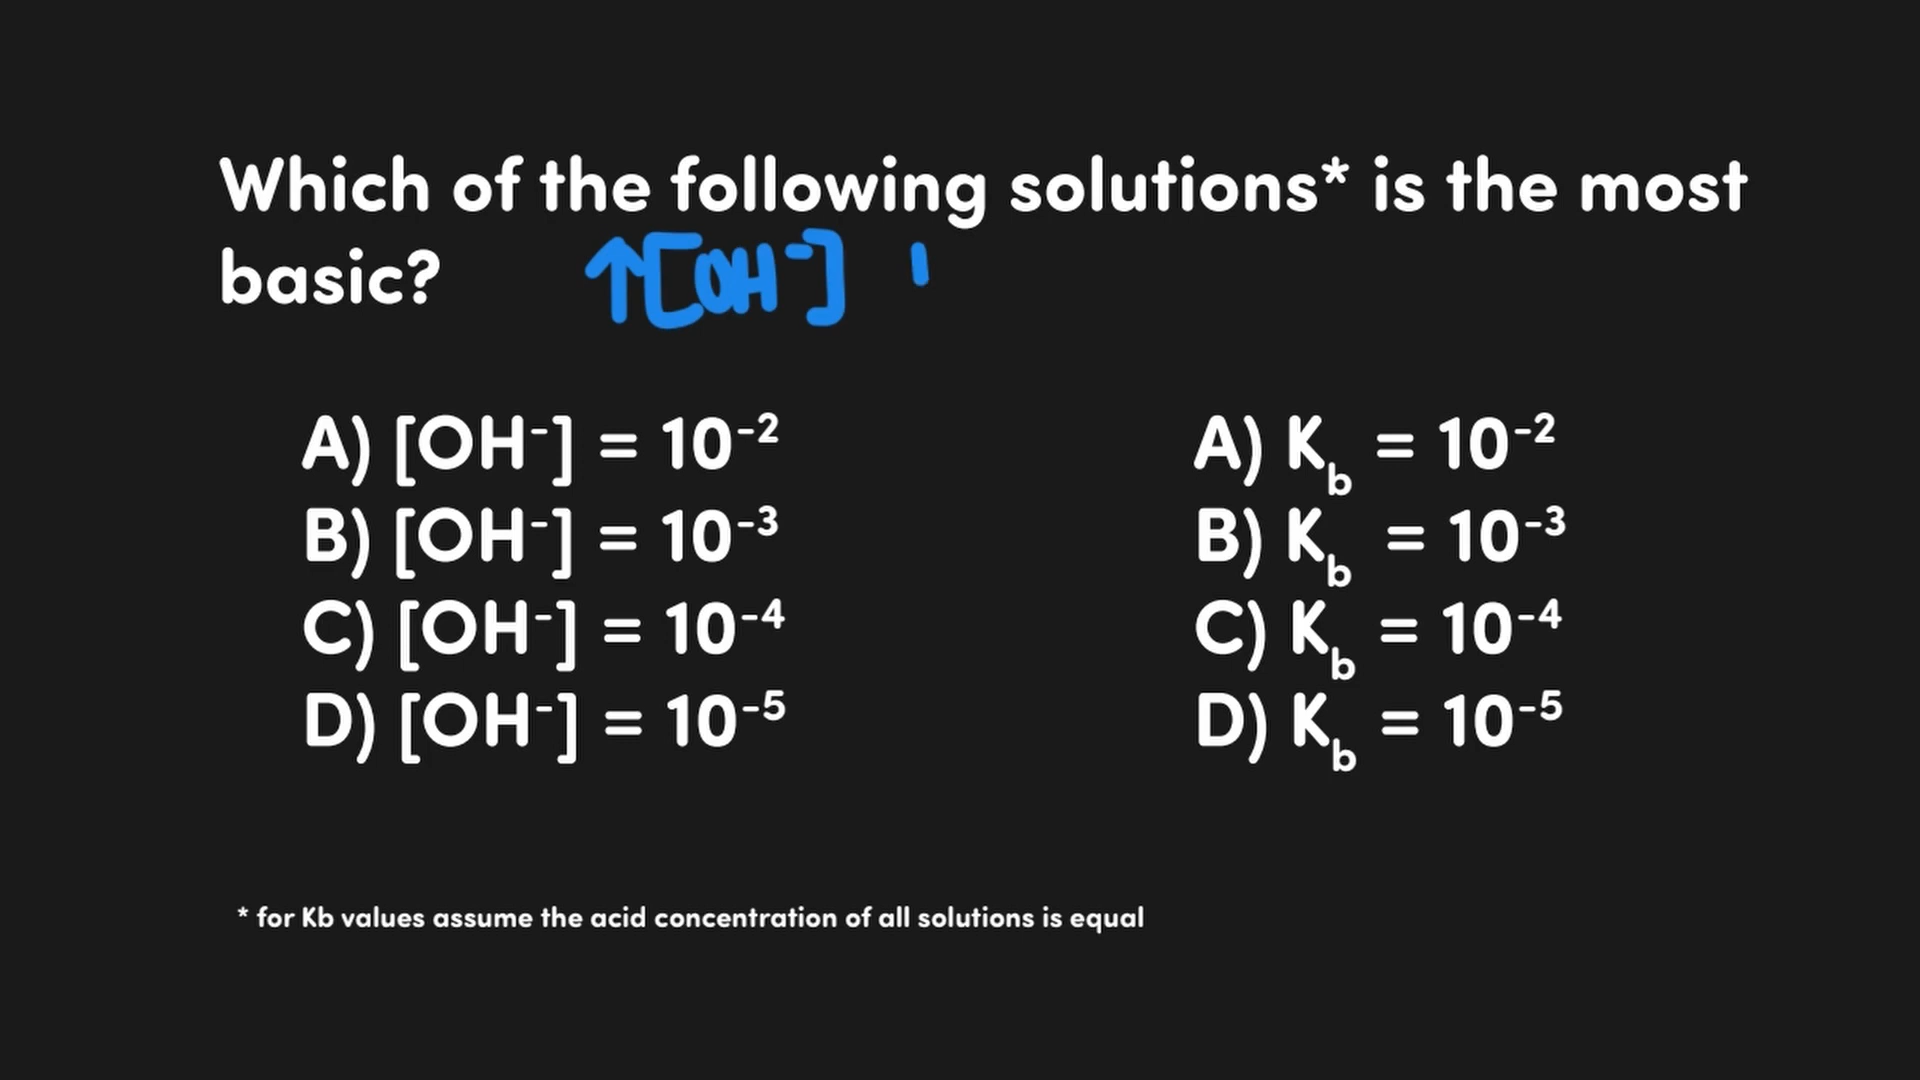 Which of the following solutions* is the most
basic?
↑[OH⁻]
A) [OH⁻] = 10⁻²
B) [OH⁻] = 10⁻³
C) [OH⁻] = 10⁻⁴
D) [OH⁻] = 10⁻⁵
A) K_b = 10⁻²
B) K_b = 10⁻³
C) K_b = 10⁻⁴
D) K_b = 10⁻⁵
* for Kb values assume the acid concentration of all solutions is equal